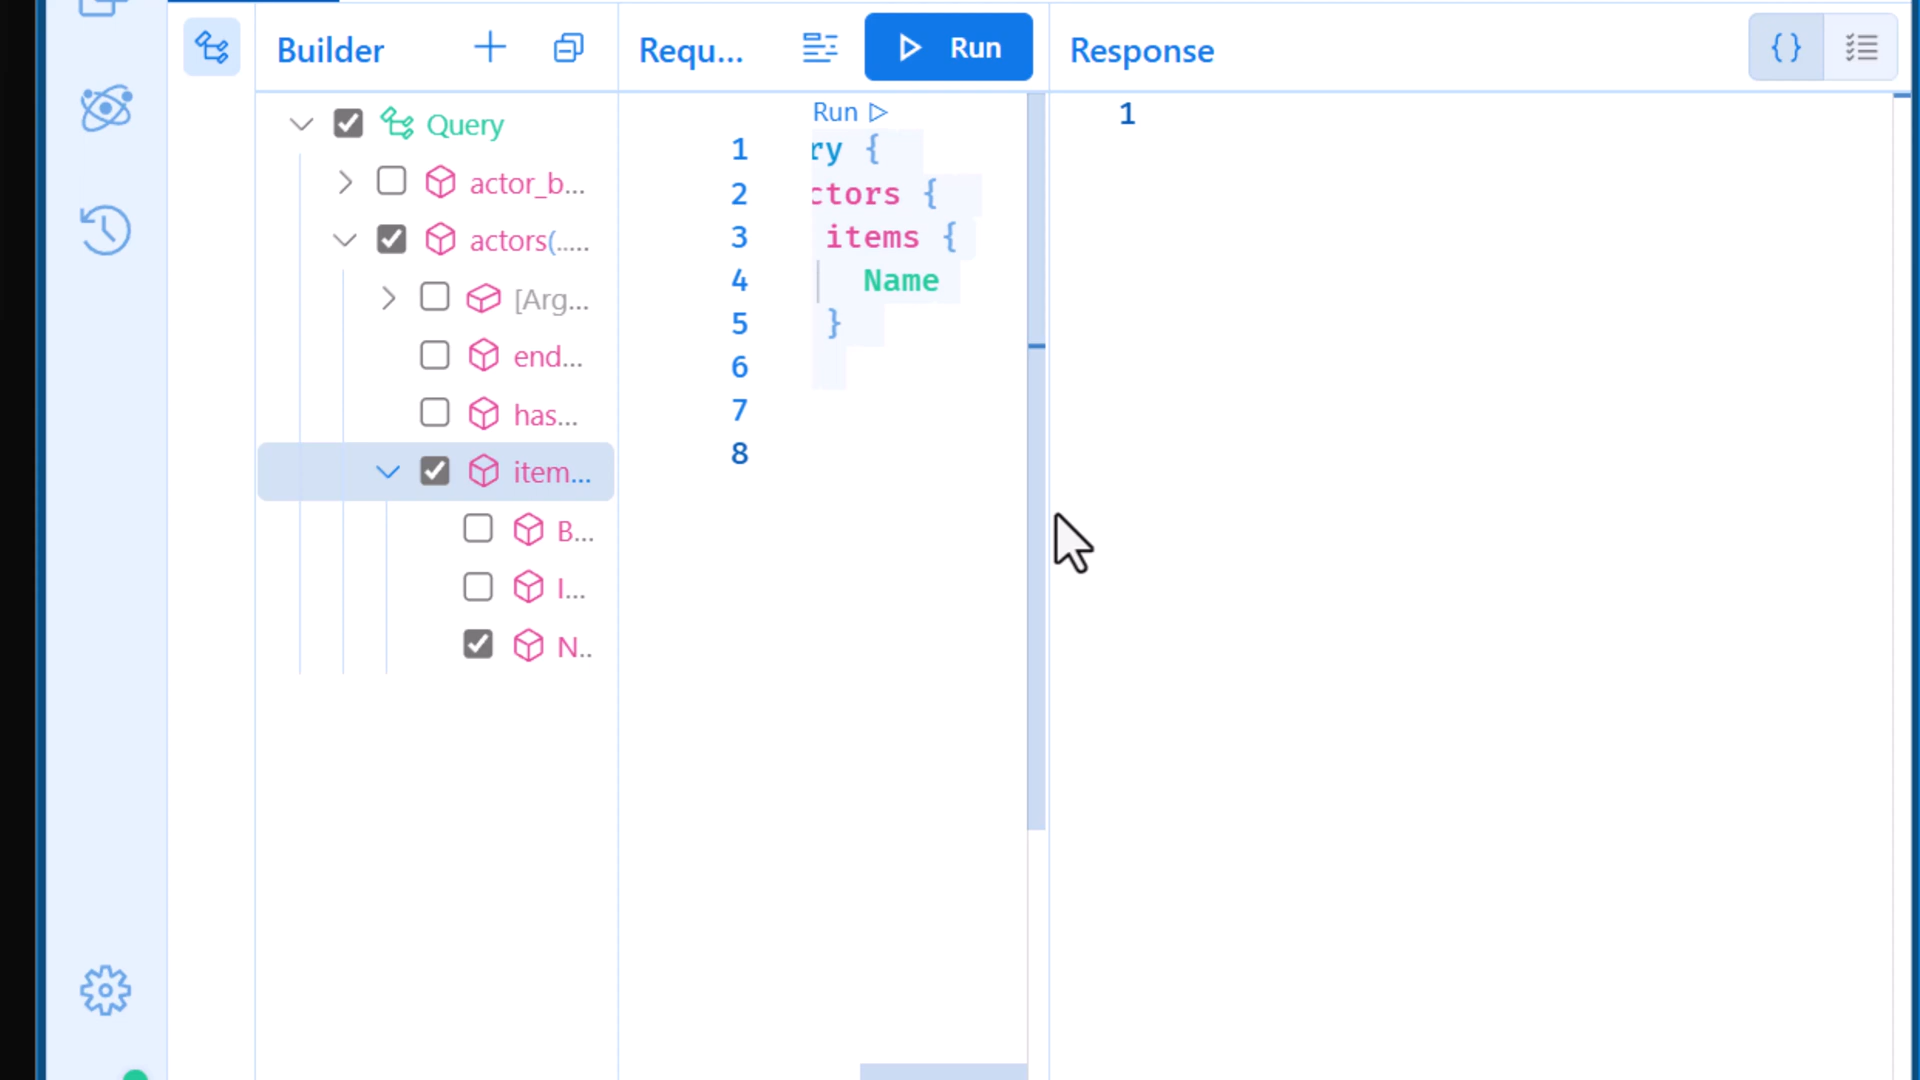 Builder
Requ...
Run
Response
{}
Query
actor_b...
actors(.....
[Arg...
end...
has...
item...
B...
I...
N..
Run ▷
1 ry {
2 ctors {
3 items {
4 Name
5 }
6
7
8
1